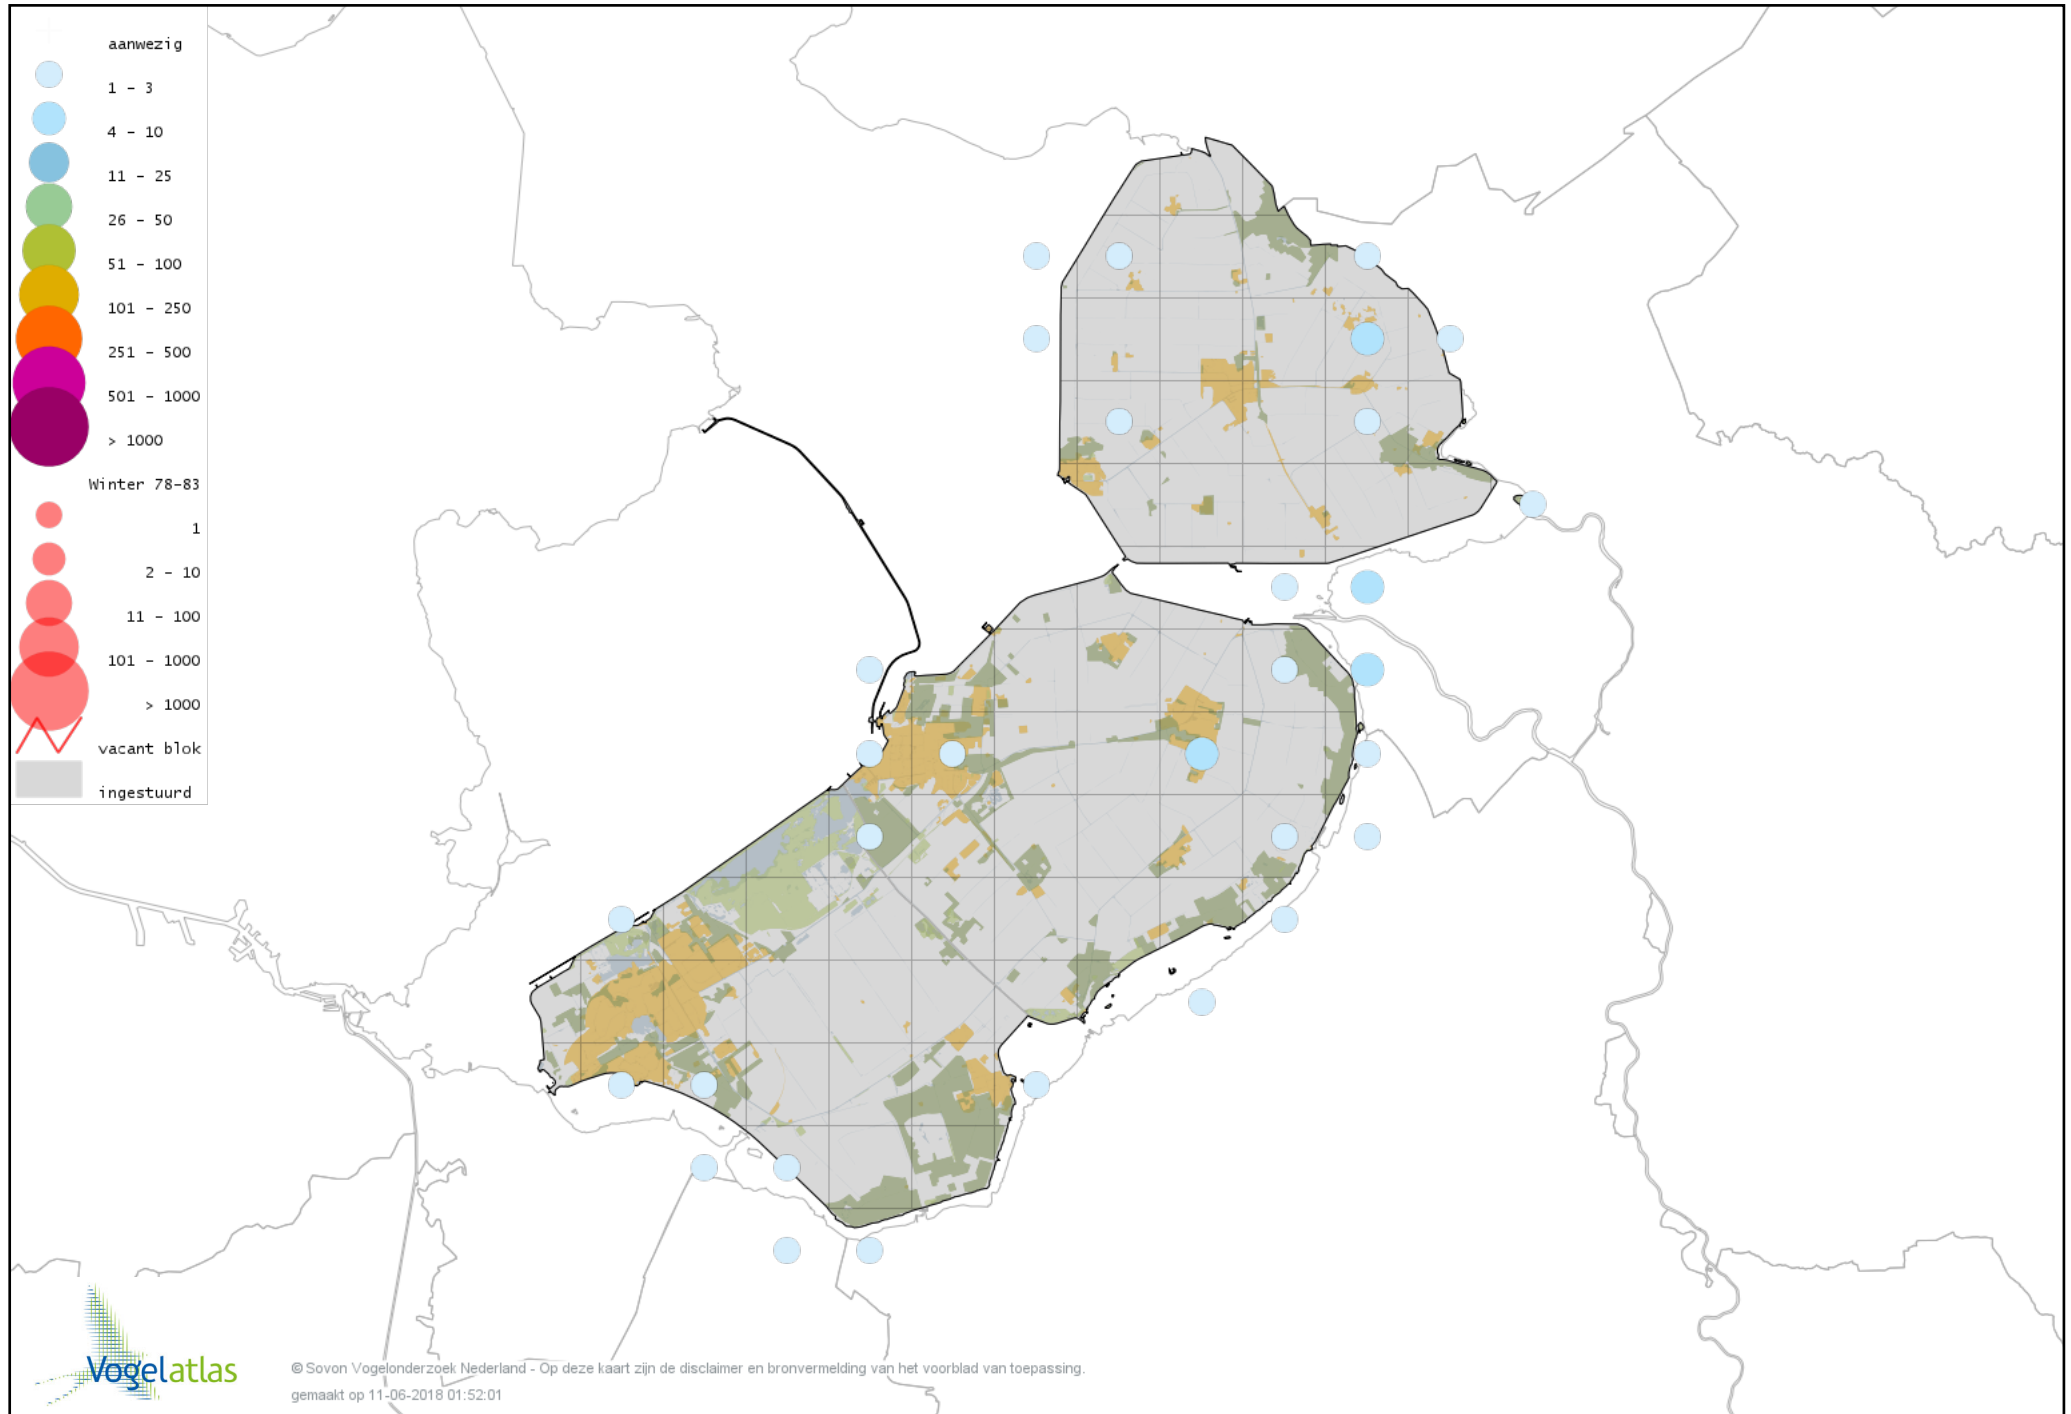 aanwezig
1 - 3
4 - 10
11 - 25
26 - 50
51 - 100
101 - 250
251 - 500
501 - 1000
> 1000
Winter 78-83
1
2 - 10
11 - 100
101 - 1000
> 1000
vacant blok
ingestuurd
Vogelatlas
© Sovon Vogelonderzoek Nederland - Op deze kaart zijn de disclaimer en bronvermelding van het voorblad van toepassing.
gemaakt op 11-06-2018 01:52:01